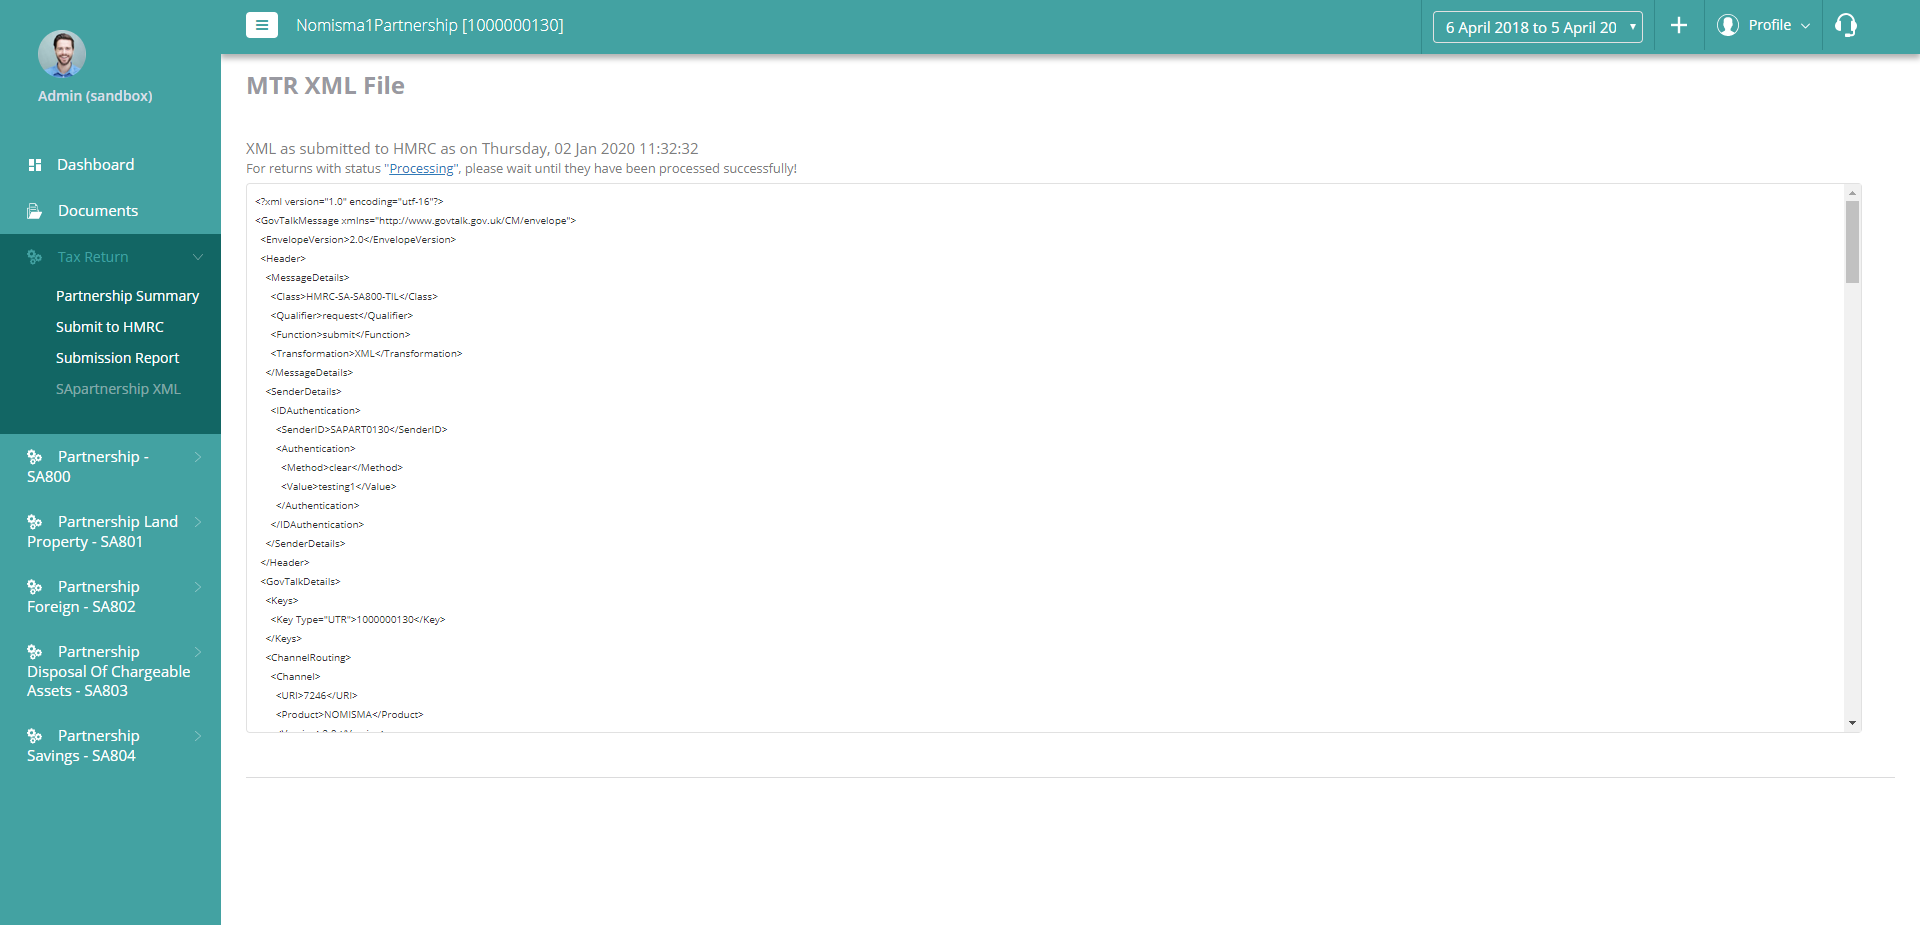 Nomisma1Partnership [1000000130]
6 April 2018 to 5 April 20
Profile
Admin (sandbox)
Dashboard
Documents
Tax Return
Partnership Summary
Submit to HMRC
Submission Report
SApartnership XML
Partnership -
SA800
Partnership Land
Property - SA801
Partnership
Foreign - SA802
Partnership
Disposal Of Chargeable
Assets - SA803
Partnership
Savings - SA804
MTR XML File
XML as submitted to HMRC as on Thursday, 02 Jan 2020 11:32:32
For returns with status "Processing", please wait until they have been processed successfully!
<?xml version="1.0" encoding="utf-16"?>
<GovTalkMessage xmlns="http://www.govtalk.gov.uk/CM/envelope">
<EnvelopeVersion>2.0</EnvelopeVersion>
<Header>
<MessageDetails>
<Class>HMRC-SA-SA800-TIL</Class>
<Qualifier>request</Qualifier>
<Function>submit</Function>
<Transformation>XML</Transformation>
</MessageDetails>
<SenderDetails>
<IDAuthentication>
<SenderID>SAPART0130</SenderID>
<Authentication>
<Method>clear</Method>
<Value>testing1</Value>
</Authentication>
</IDAuthentication>
</SenderDetails>
</Header>
<GovTalkDetails>
<Keys>
<Key Type="UTR">1000000130</Key>
</Keys>
<ChannelRouting>
<Channel>
<URI>7246</URI>
<Product>NOMISMA</Product>